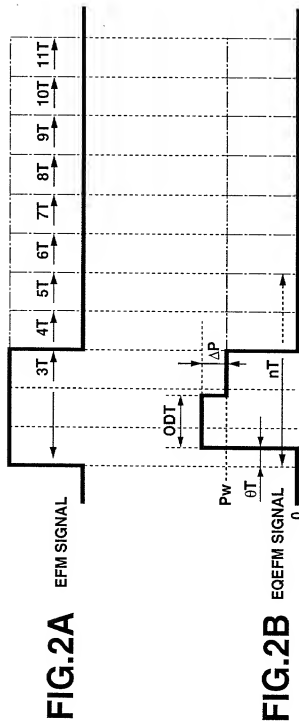 FIG.2A
EFM SIGNAL
3T
4T
5T
6T
7T
8T
9T
10T
11T
FIG.2B
EQEFM SIGNAL
ODT
ΔP
Pw
θT
nT
0